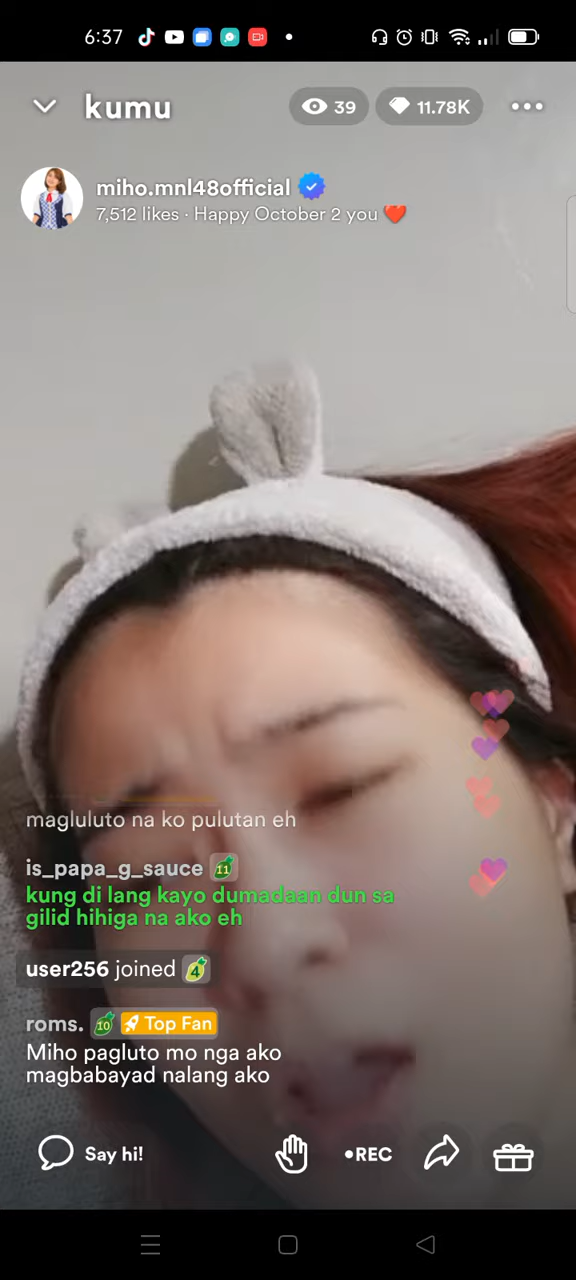 6:37
kumu
39
11.78K
miho.mnl48official
7,512 likes · Happy October 2 you ❤️
magluluto na ko pulutan eh
is_papa_g_sauce 11
kung di lang kayo dumadaan dun sa
gilid hihiga na ako eh
user256 joined 4
roms. 10 Top Fan
Miho pagluto mo nga ako
magbabayad nalang ako
Say hi!
•REC